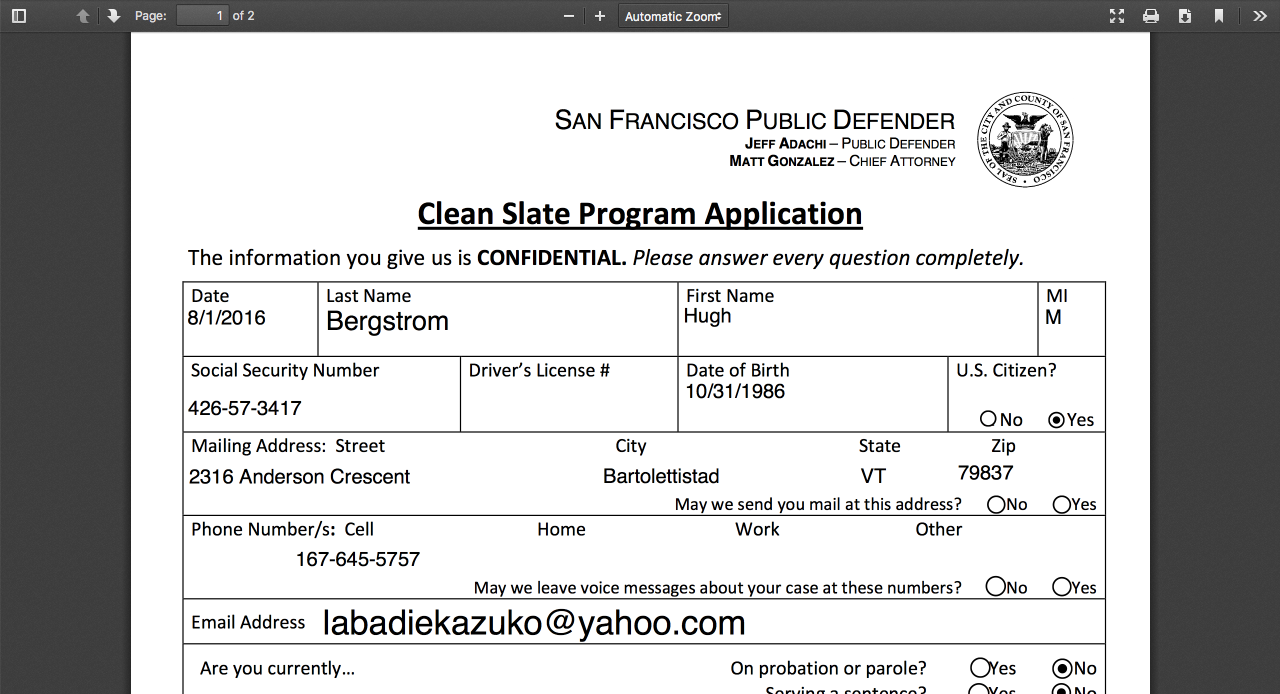 Page: 1 of 2 Automatic Zoom
SAN FRANCISCO PUBLIC DEFENDER
JEFF ADACHI – PUBLIC DEFENDER
MATT GONZALEZ – CHIEF ATTORNEY
SEAL OF THE CITY AND COUNTY OF SAN FRANCISCO
Clean Slate Program Application
The information you give us is CONFIDENTIAL. Please answer every question completely.
Date Last Name First Name MI
8/1/2016 Bergstrom Hugh M
Social Security Number Driver's License # Date of Birth U.S. Citizen?
426-57-3417 10/31/1986
No Yes
Mailing Address: Street City State Zip
2316 Anderson Crescent Bartolettistad VT 79837
May we send you mail at this address? No Yes
Phone Number/s: Cell Home Work Other
167-645-5757
May we leave voice messages about your case at these numbers? No Yes
Email Address labadiekazuko@yahoo.com
Are you currently... On probation or parole? Yes No
Serving a sentence? Yes No